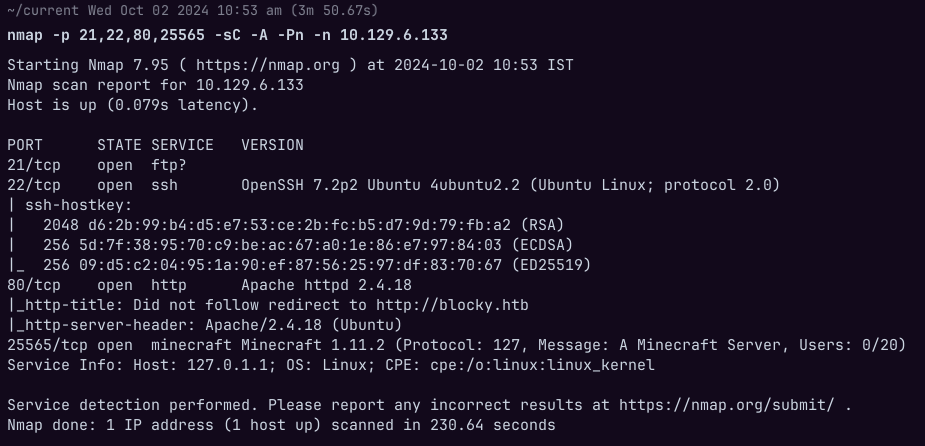 ~/current Wed Oct 02 2024 10:53 am (3m 50.67s)
nmap -p 21,22,80,25565 -sC -A -Pn -n 10.129.6.133
Starting Nmap 7.95 ( https://nmap.org ) at 2024-10-02 10:53 IST
Nmap scan report for 10.129.6.133
Host is up (0.079s latency).
PORT      STATE SERVICE   VERSION
21/tcp    open  ftp?
22/tcp    open  ssh       OpenSSH 7.2p2 Ubuntu 4ubuntu2.2 (Ubuntu Linux; protocol 2.0)
| ssh-hostkey:
|   2048 d6:2b:99:b4:d5:e7:53:ce:2b:fc:b5:d7:9d:79:fb:a2 (RSA)
|   256 5d:7f:38:95:70:c9:be:ac:67:a0:1e:86:e7:97:84:03 (ECDSA)
|_  256 09:d5:c2:04:95:1a:90:ef:87:56:25:97:df:83:70:67 (ED25519)
80/tcp    open  http      Apache httpd 2.4.18
|_http-title: Did not follow redirect to http://blocky.htb
|_http-server-header: Apache/2.4.18 (Ubuntu)
25565/tcp open  minecraft Minecraft 1.11.2 (Protocol: 127, Message: A Minecraft Server, Users: 0/20)
Service Info: Host: 127.0.1.1; OS: Linux; CPE: cpe:/o:linux:linux_kernel
Service detection performed. Please report any incorrect results at https://nmap.org/submit/ .
Nmap done: 1 IP address (1 host up) scanned in 230.64 seconds